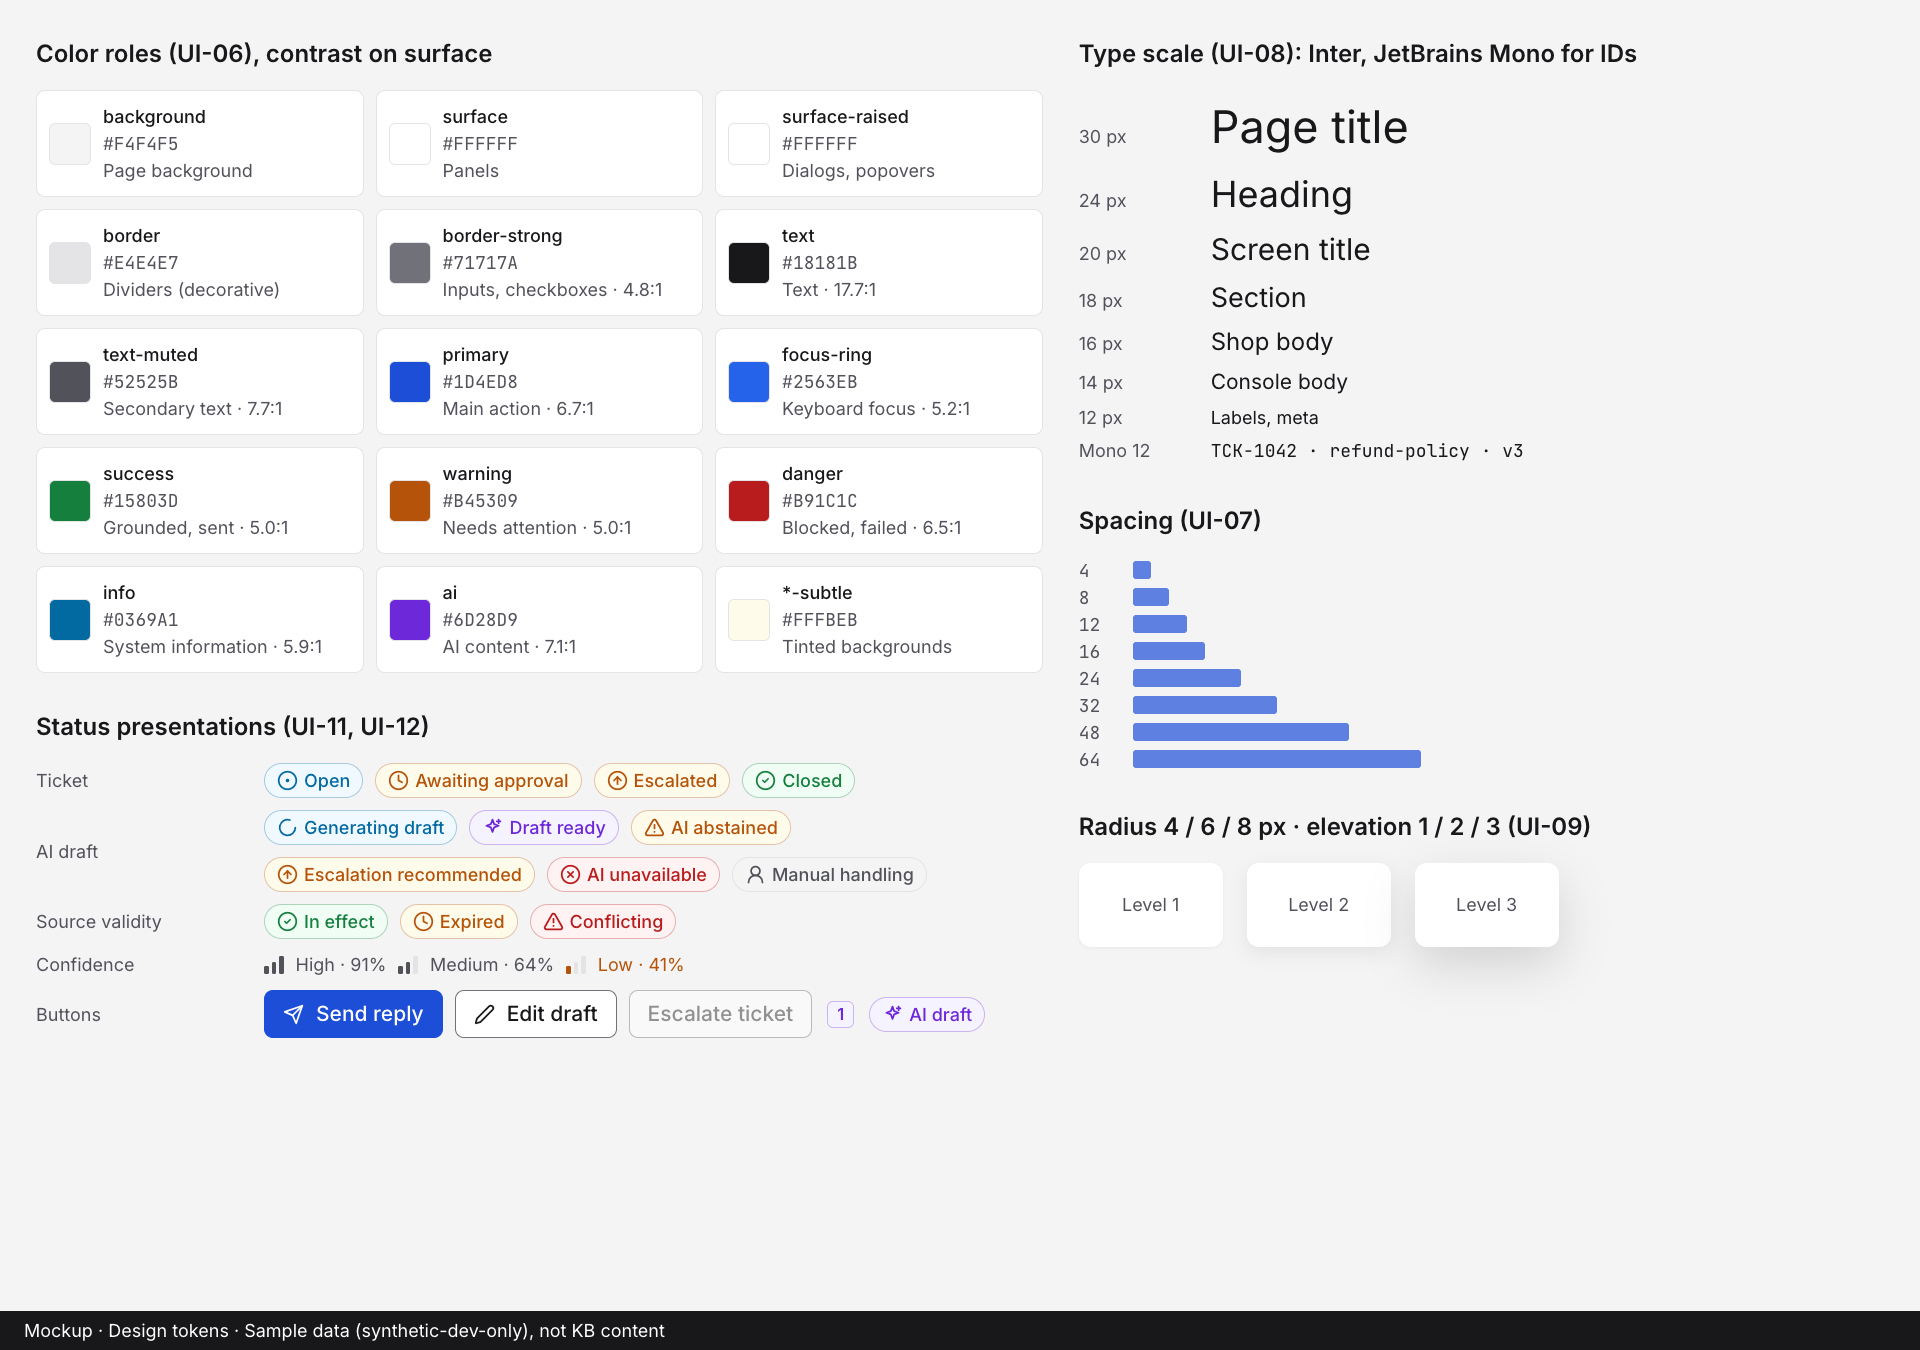 Color roles (UI-06), contrast on surface
background
#F4F4F5
Page background
surface
#FFFFFF
Panels
surface-raised
#FFFFFF
Dialogs, popovers
border
#E4E4E7
Dividers (decorative)
border-strong
#71717A
Inputs, checkboxes · 4.8:1
text
#18181B
Text · 17.7:1
text-muted
#52525B
Secondary text · 7.7:1
primary
#1D4ED8
Main action · 6.7:1
focus-ring
#2563EB
Keyboard focus · 5.2:1
success
#15803D
Grounded, sent · 5.0:1
warning
#B45309
Needs attention · 5.0:1
danger
#B91C1C
Blocked, failed · 6.5:1
info
#0369A1
System information · 5.9:1
ai
#6D28D9
AI content · 7.1:1
*-subtle
#FFFBEB
Tinted backgrounds
Status presentations (UI-11, UI-12)
Ticket
Open
Awaiting approval
Escalated
Closed
AI draft
Generating draft
Draft ready
AI abstained
Escalation recommended
AI unavailable
Manual handling
Source validity
In effect
Expired
Conflicting
Confidence
High · 91%
Medium · 64%
Low · 41%
Buttons
Send reply
Edit draft
Escalate ticket
1
AI draft
Type scale (UI-08): Inter, JetBrains Mono for IDs
30 px
Page title
24 px
Heading
20 px
Screen title
18 px
Section
16 px
Shop body
14 px
Console body
12 px
Labels, meta
Mono 12
TCK-1042 · refund-policy · v3
Spacing (UI-07)
4
8
12
16
24
32
48
64
Radius 4 / 6 / 8 px · elevation 1 / 2 / 3 (UI-09)
Level 1
Level 2
Level 3
Mockup · Design tokens · Sample data (synthetic-dev-only), not KB content